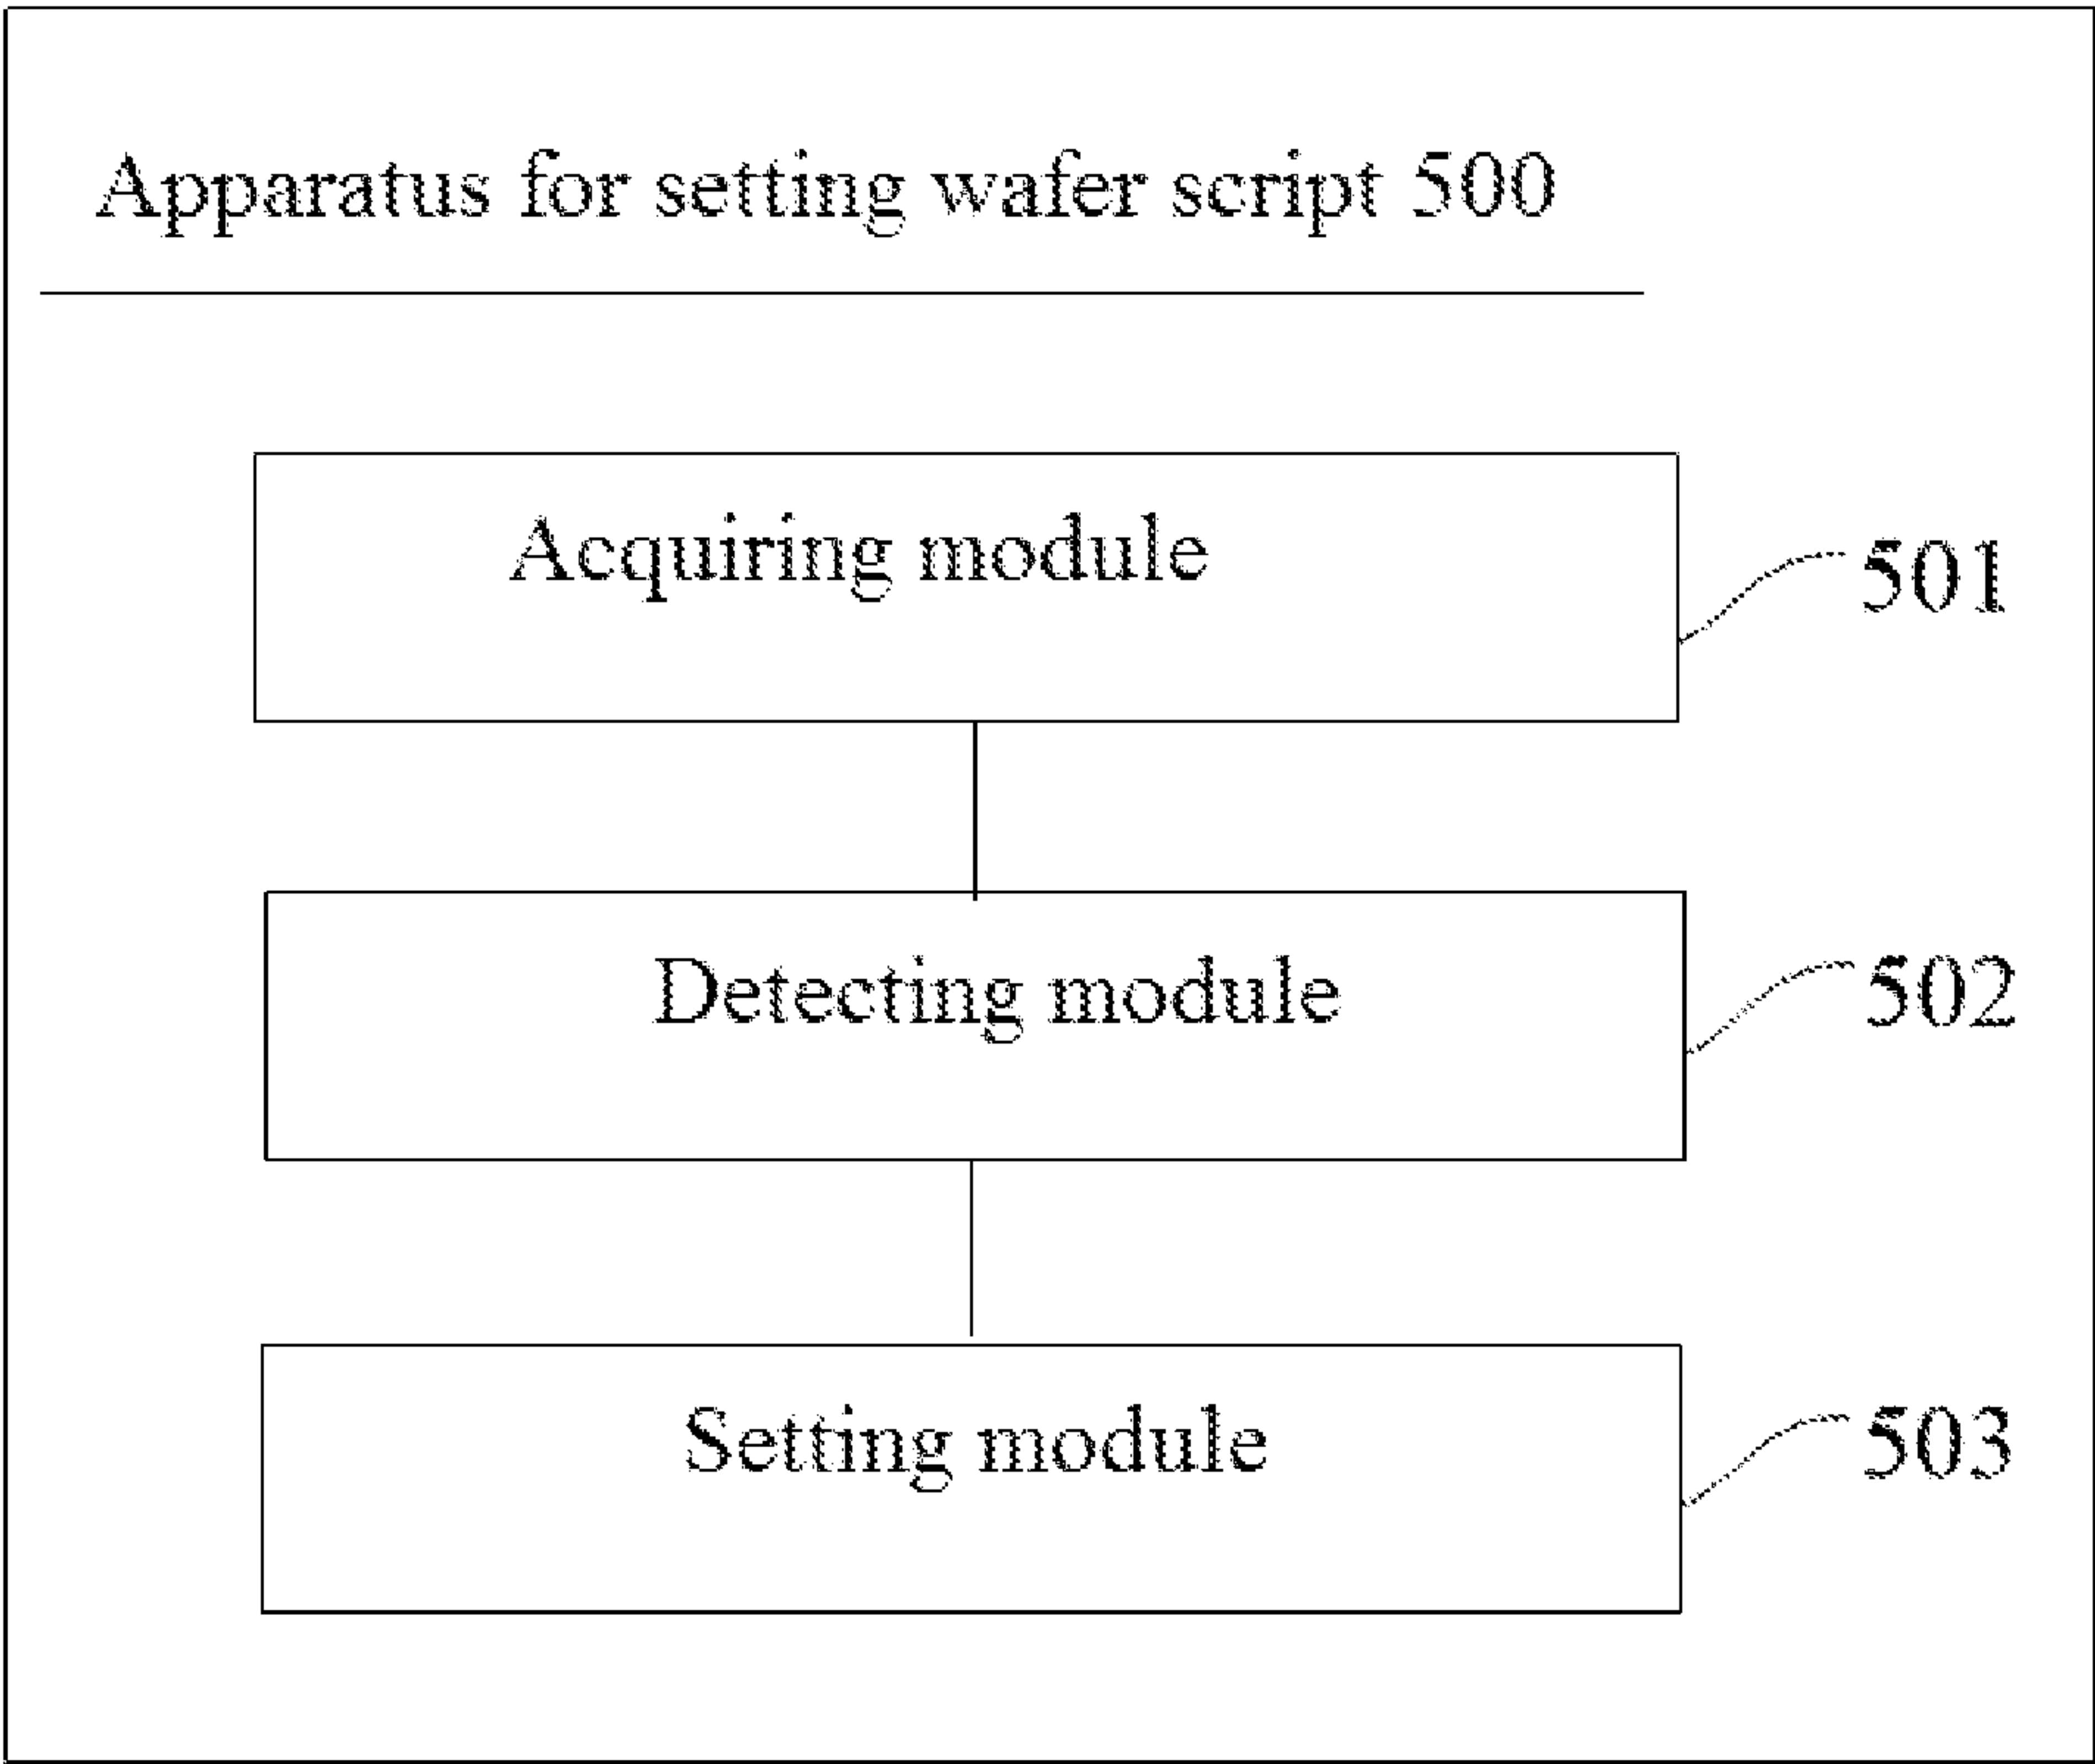 Apparatus for setting wafer script 500
Acquiring module
501
Detecting module
502
Setting module
503